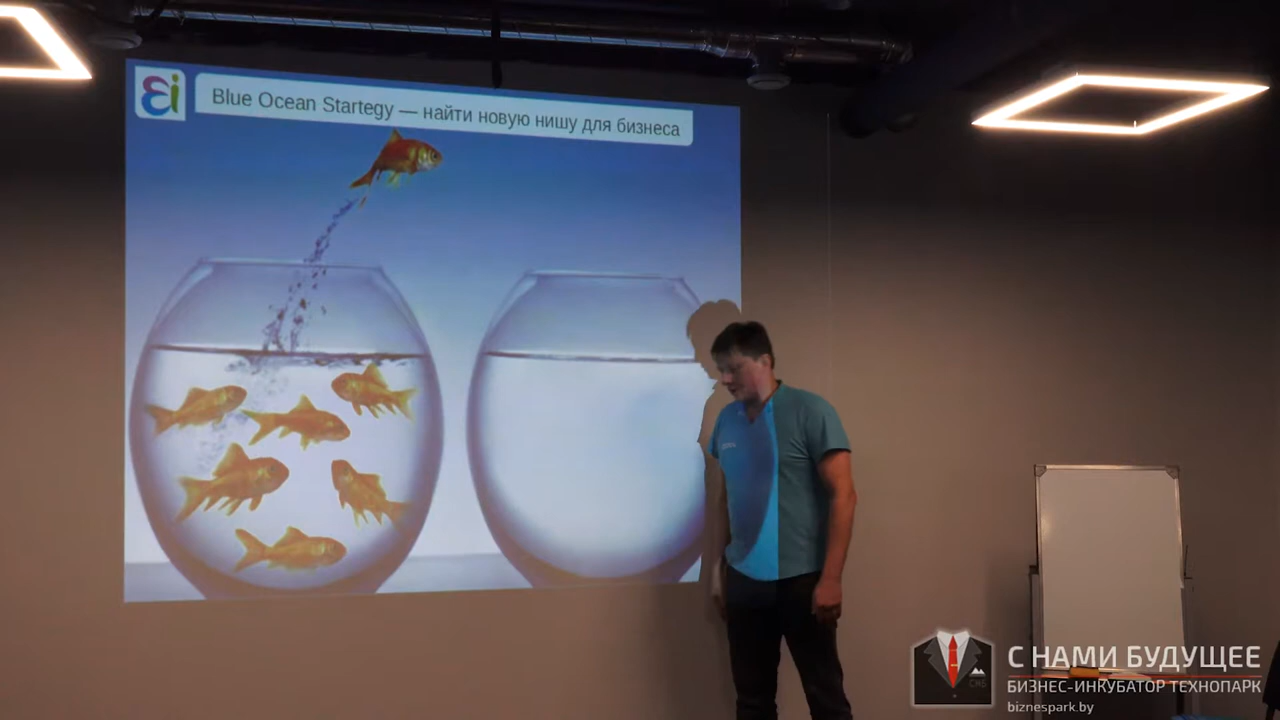 Blue Ocean Startegy — найти новую нишу для бизнеса
С НАМИ БУДУЩЕЕ
БИЗНЕС-ИНКУБАТОР ТЕХНОПАРК
biznespark.by